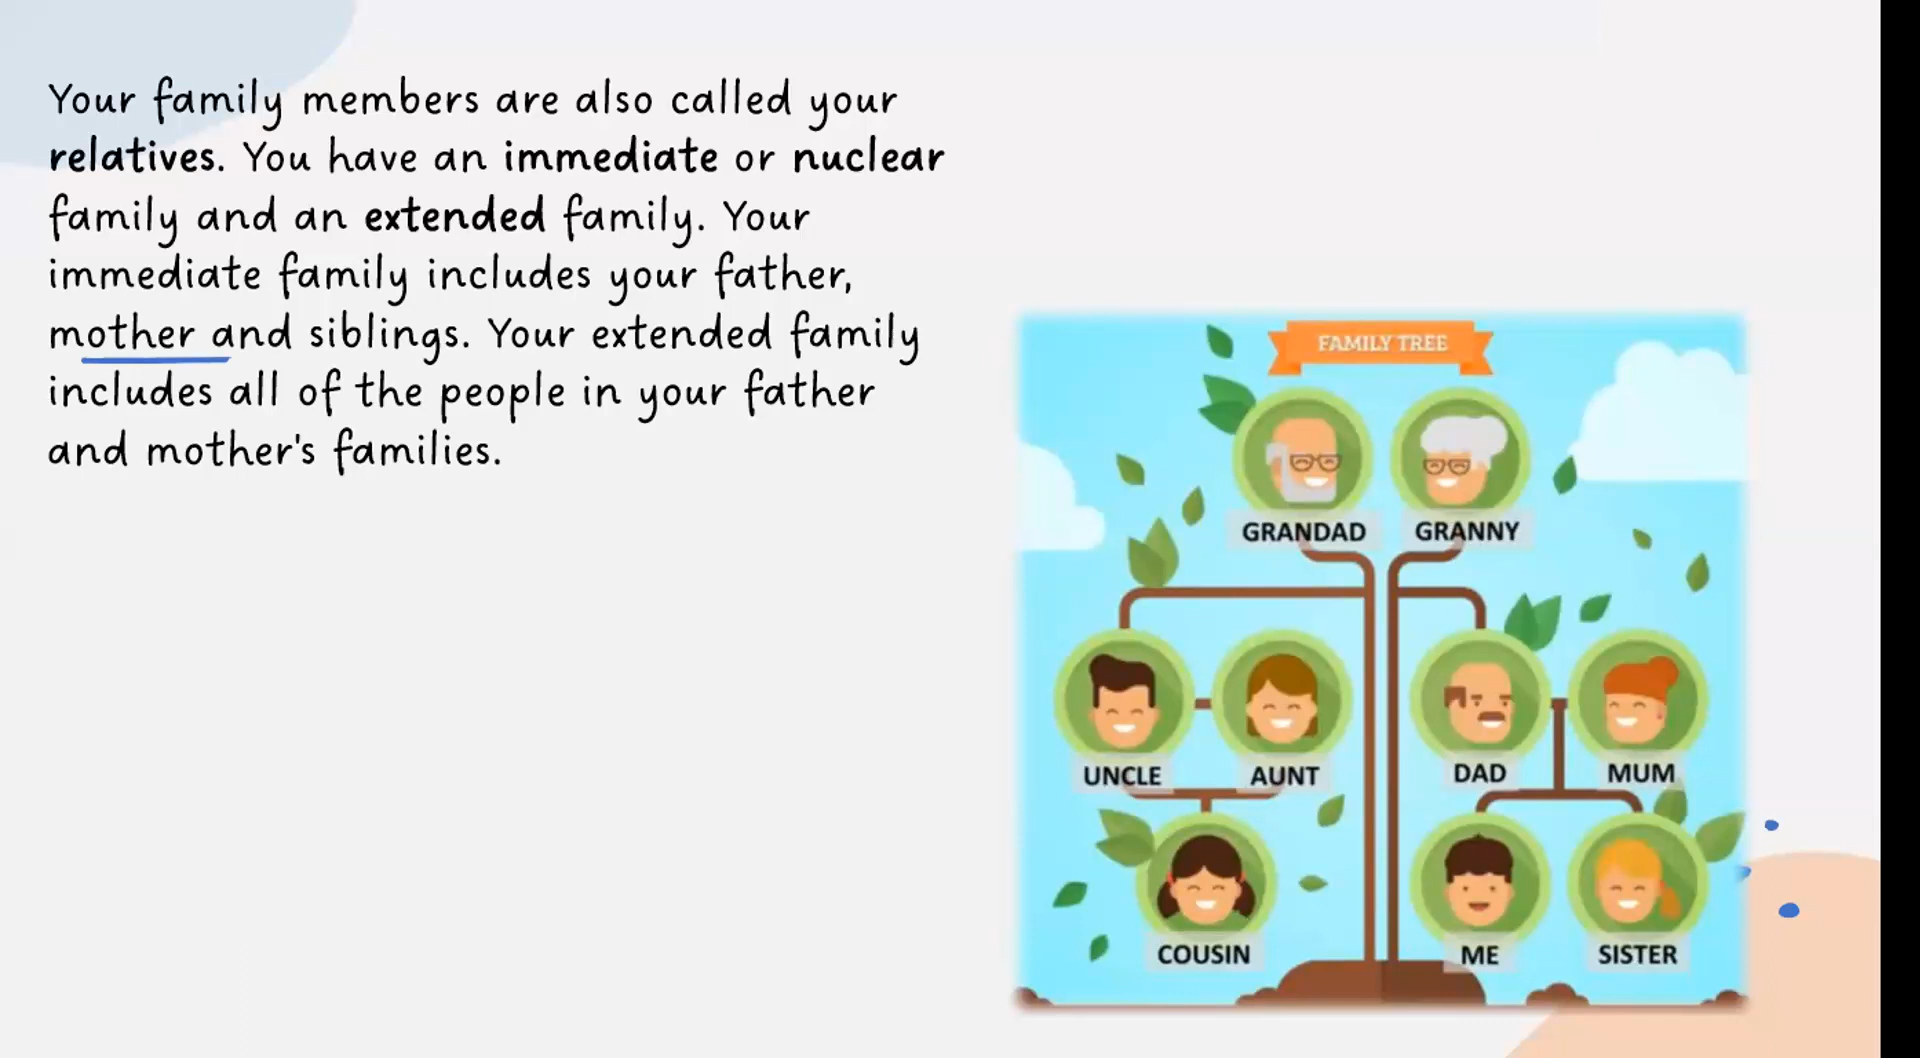 Your family members are also called your
relatives. You have an immediate or nuclear
family and an extended family. Your
immediate family includes your father,
mother and siblings. Your extended family
includes all of the people in your father
and mother's families.
FAMILY TREE
GRANDAD GRANNY
UNCLE AUNT DAD MUM
COUSIN ME SISTER